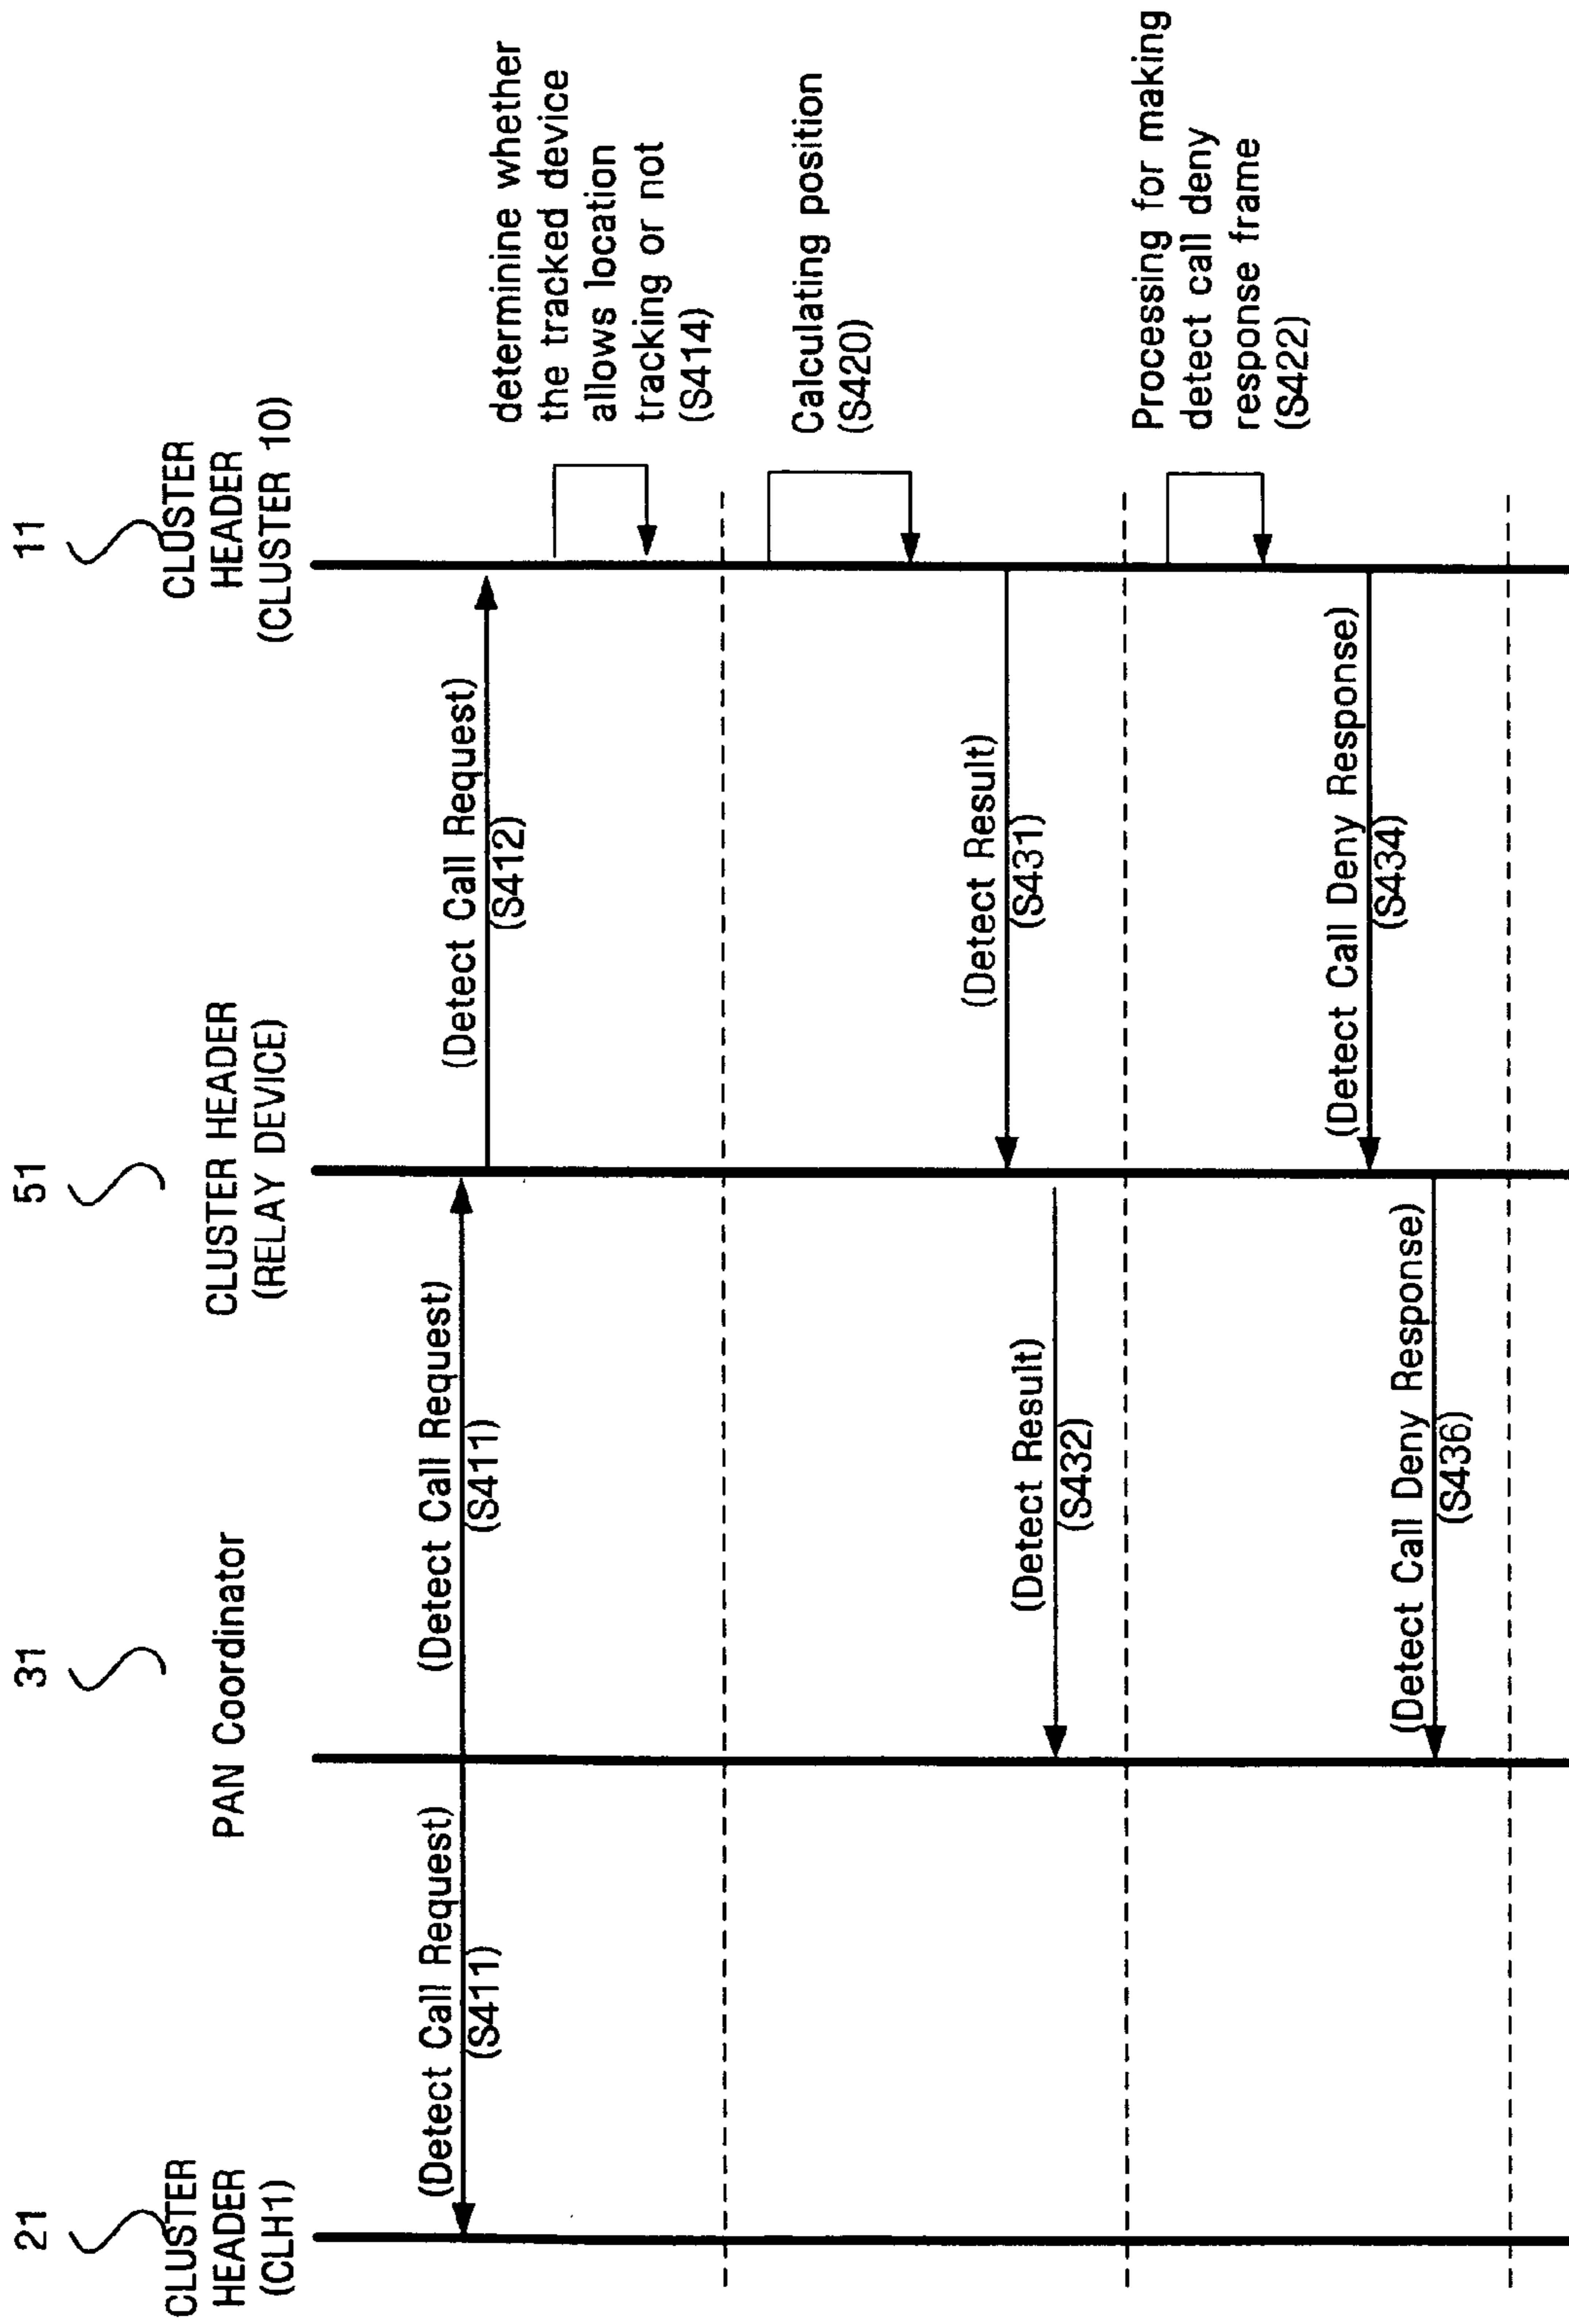 21
31
51
11
CLUSTER
HEADER
(CLH1)
PAN Coordinator
CLUSTER HEADER
(RELAY DEVICE)
CLUSTER
HEADER
(CLUSTER 10)
(Detect Call Request)
(S411)
(Detect Call Request)
(S411)
(Detect Call Request)
(S412)
determinine whether
the tracked device
allows location
tracking or not
(S414)
Calculating position
(S420)
(Detect Result)
(S431)
(Detect Result)
(S432)
Processing for making
detect call deny
response frame
(S422)
(Detect Call Deny Response)
(S434)
(Detect Call Deny Response)
(S436)